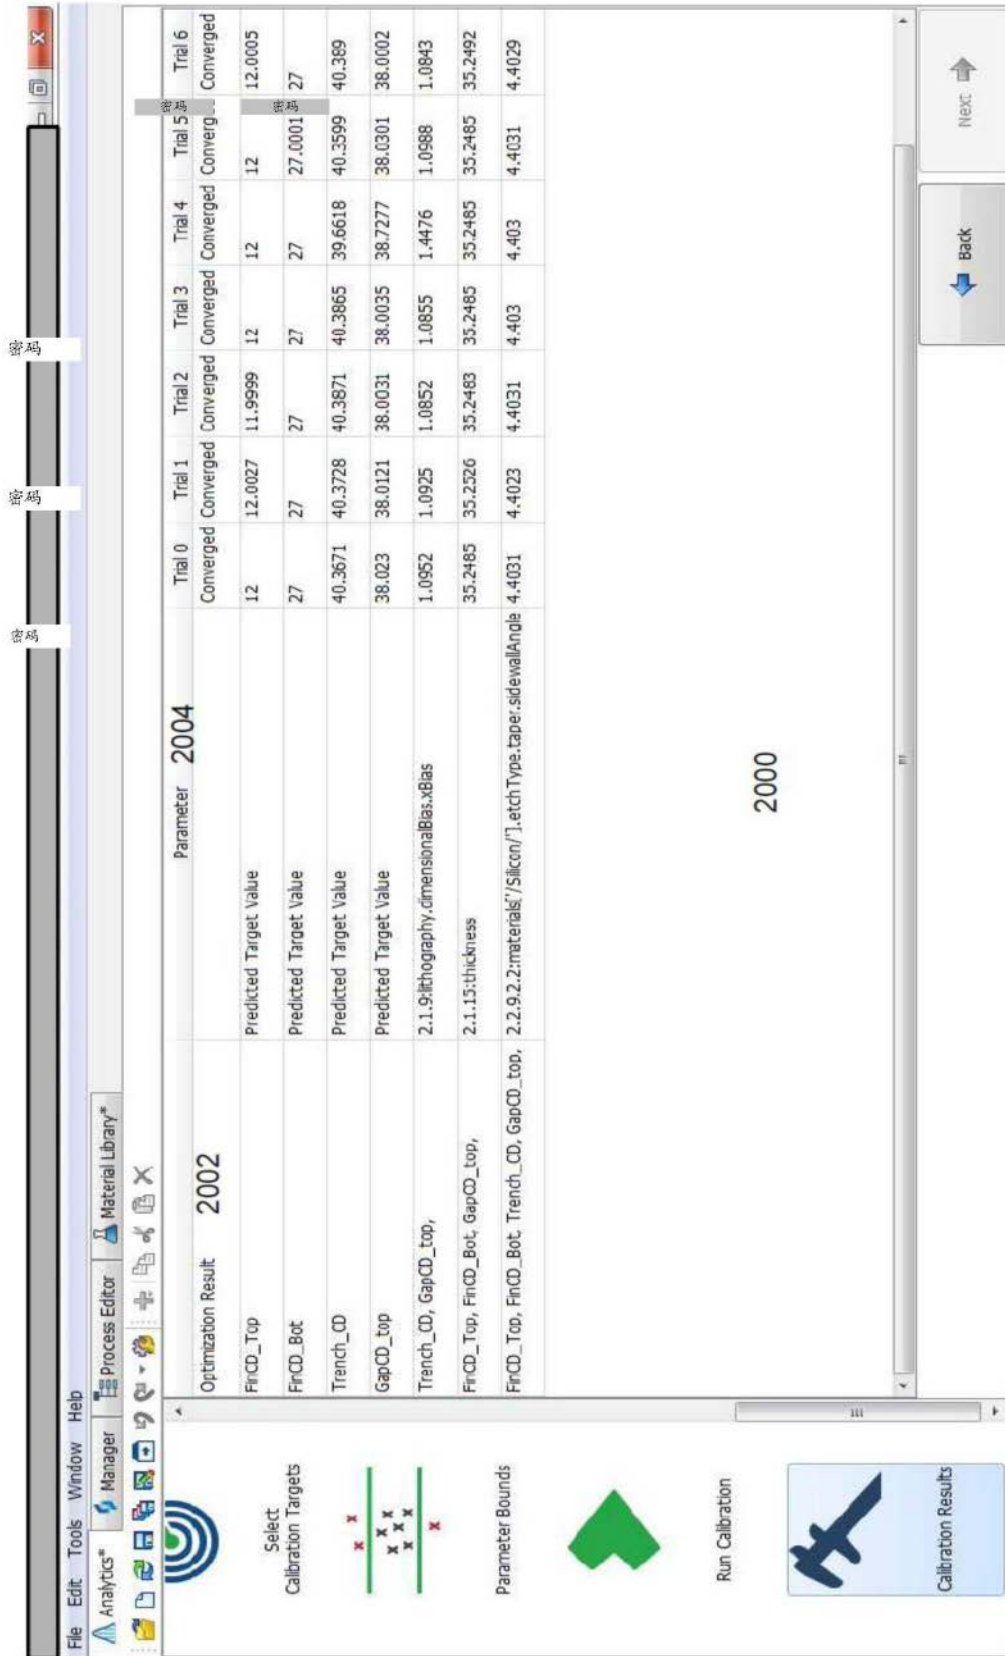 密码
密码
密码
File Edit Tools Window Help
Analytics* Manager Process Editor Material Library*
密码
密码
Select
Calibration Targets
Parameter Bounds
Run Calibration
Calibration Results
Parameter 2004 Trial 0 Trial 1 Trial 2 Trial 3 Trial 4 Trial 5 Trial 6
Optimization Result 2002 Converged Converged Converged Converged Converged Converged
FinCD_Top Predicted Target Value 12 12.0027 11.9999 12 12 12 12.0005
FinCD_Bot Predicted Target Value 27 27 27 27 27 27.0001 27
Trench_CD Predicted Target Value 40.3671 40.3728 40.3871 40.3865 39.6618 40.3599 40.389
GapCD_top Predicted Target Value 38.023 38.0121 38.0031 38.0035 38.7277 38.0301 38.0002
Trench_CD, GapCD_top, 2.1.9:lithography.dimensionalBias.xBias 1.0952 1.0925 1.0852 1.0855 1.4476 1.0988 1.0843
FinCD_Top, FinCD_Bot, GapCD_top, 2.1.15:thickness 35.2485 35.2526 35.2483 35.2485 35.2485 35.2485 35.2492
FinCD_Top, FinCD_Bot, Trench_CD, GapCD_top, 2.2.9.2.2:materials['/Silicon/'].etchType.taper.sidewallAngle 4.4031 4.4023 4.4031 4.403 4.403 4.4031 4.4029
2000
Back Next